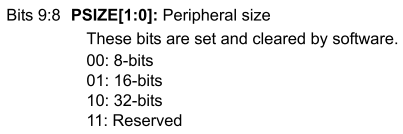 Bits 9:8 PSIZE[1:0]: Peripheral size
These bits are set and cleared by software.
00: 8-bits
01: 16-bits
10: 32-bits
11: Reserved